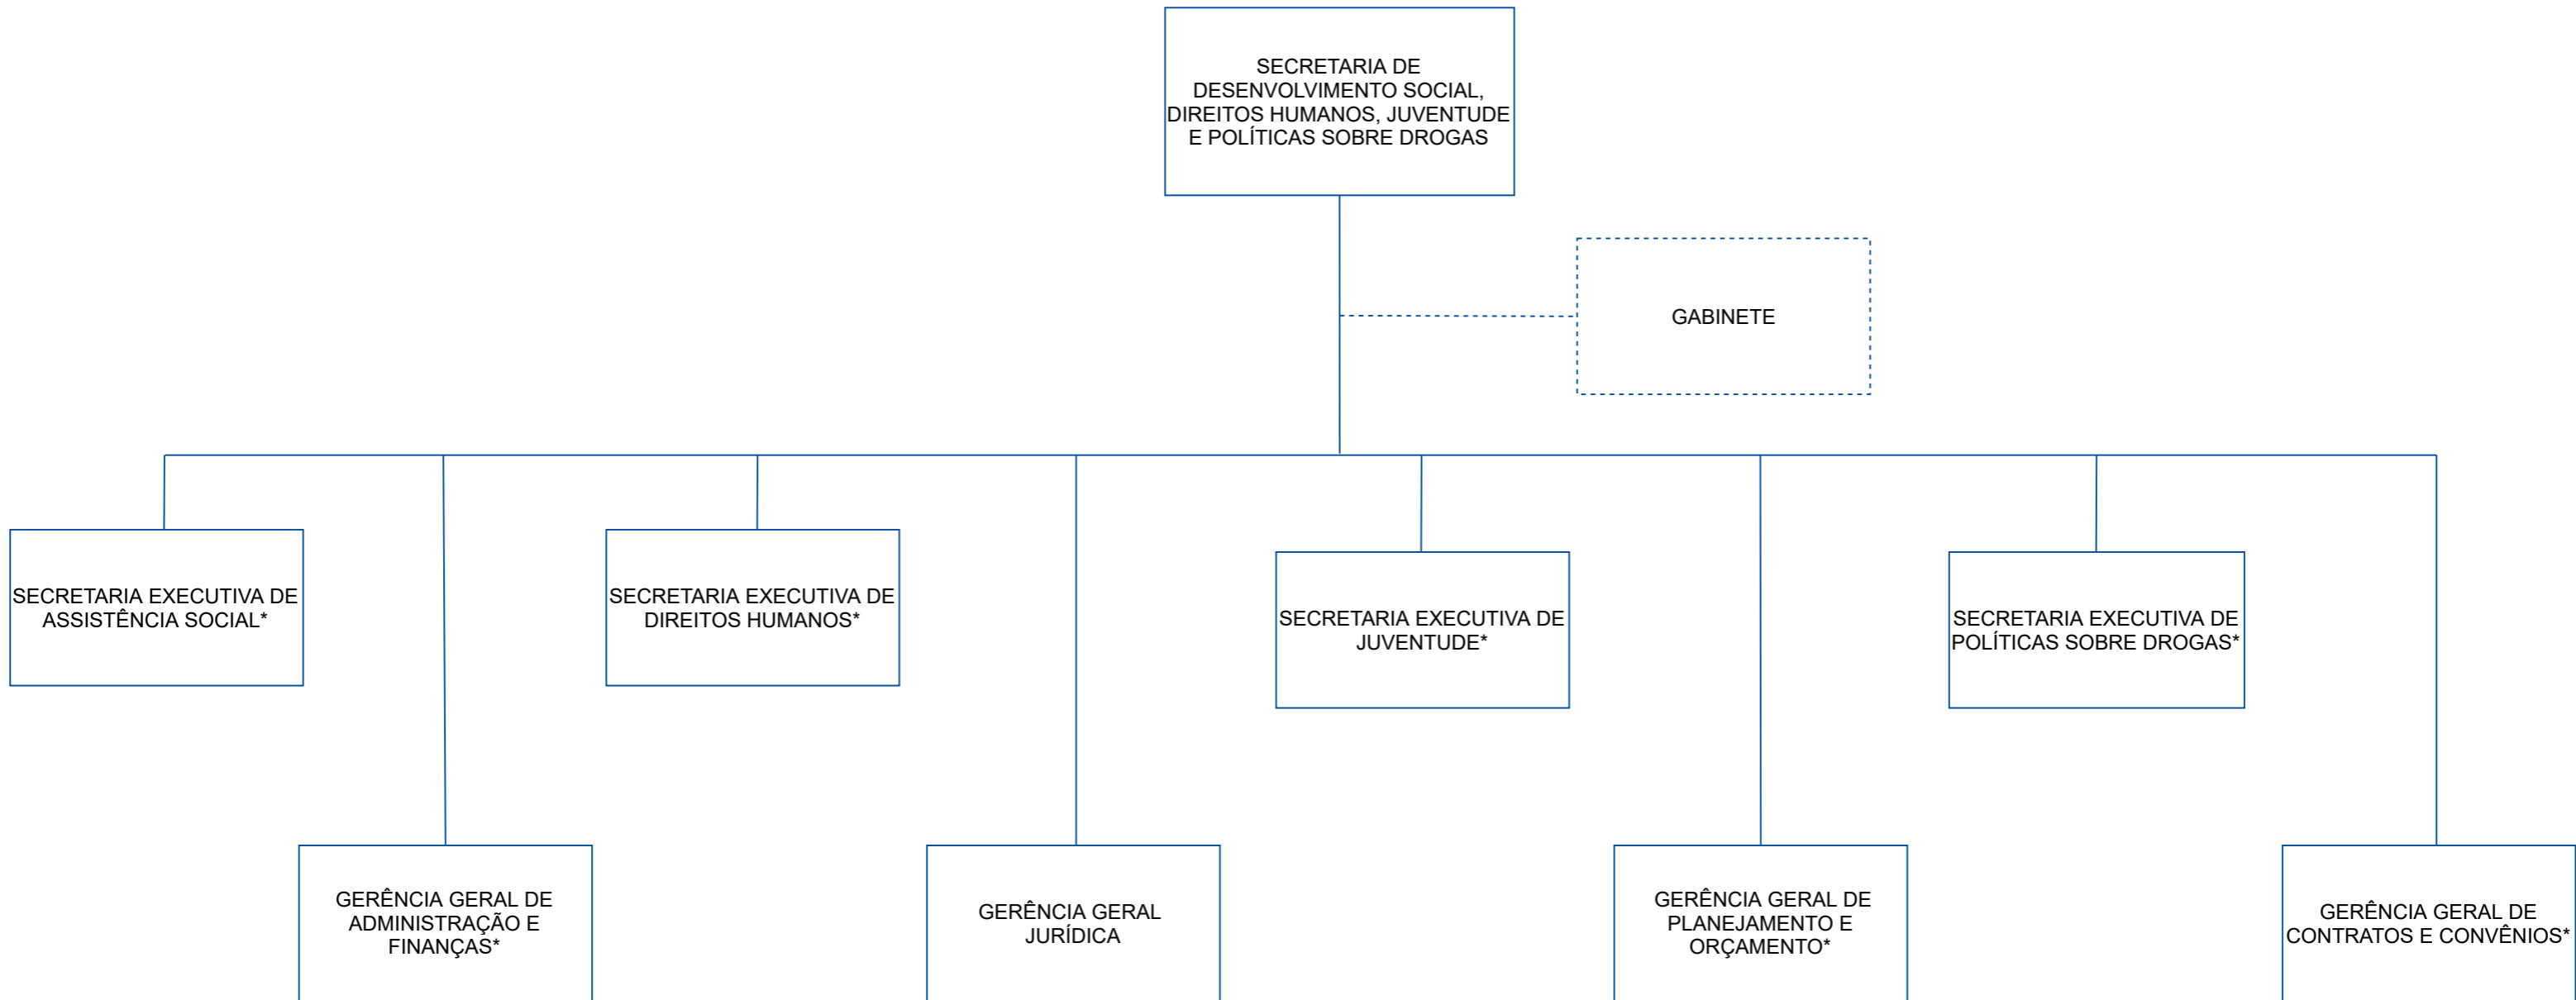 SECRETARIA DE
DESENVOLVIMENTO SOCIAL,
DIREITOS HUMANOS, JUVENTUDE
E POLÍTICAS SOBRE DROGAS
GABINETE
SECRETARIA EXECUTIVA DE
ASSISTÊNCIA SOCIAL*
SECRETARIA EXECUTIVA DE
DIREITOS HUMANOS*
SECRETARIA EXECUTIVA DE
JUVENTUDE*
SECRETARIA EXECUTIVA DE
POLÍTICAS SOBRE DROGAS*
GERÊNCIA GERAL DE
ADMINISTRAÇÃO E
FINANÇAS*
GERÊNCIA GERAL
JURÍDICA
GERÊNCIA GERAL DE
PLANEJAMENTO E
ORÇAMENTO*
GERÊNCIA GERAL DE
CONTRATOS E CONVÊNIOS*